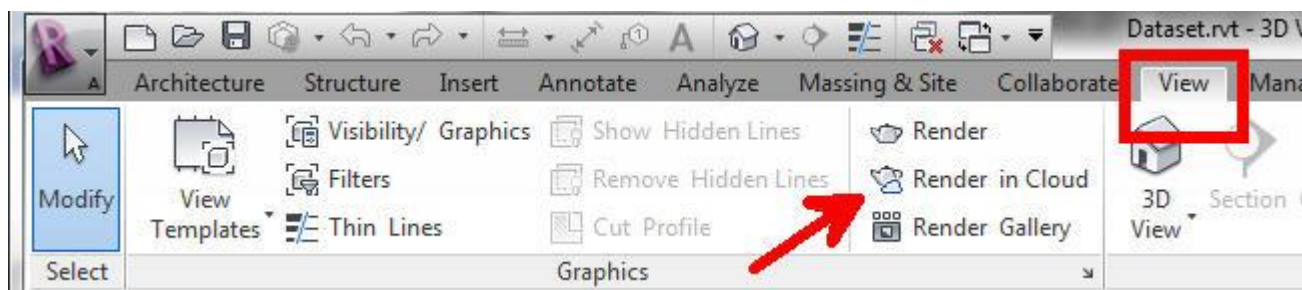 Dataset.rvt - 3D V
A
Architecture Structure Insert Annotate Analyze Massing & Site Collaborate View Mana
Visibility/ Graphics Show Hidden Lines Render
Modify View Templates Filters Remove Hidden Lines Render in Cloud 3D View Section
Thin Lines Cut Profile Render Gallery
Select Graphics